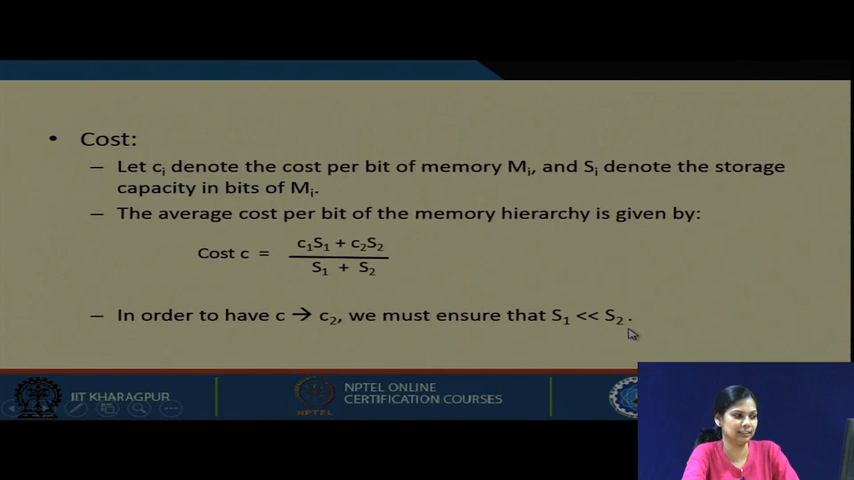 • Cost:
– Let cᵢ denote the cost per bit of memory Mᵢ, and Sᵢ denote the storage
capacity in bits of Mᵢ.
– The average cost per bit of the memory hierarchy is given by:
Cost c = (c₁S₁ + c₂S₂) / (S₁ + S₂)
– In order to have c → c₂, we must ensure that S₁ << S₂ .
IIT KHARAGPUR
NPTEL
NPTEL ONLINE
CERTIFICATION COURSES